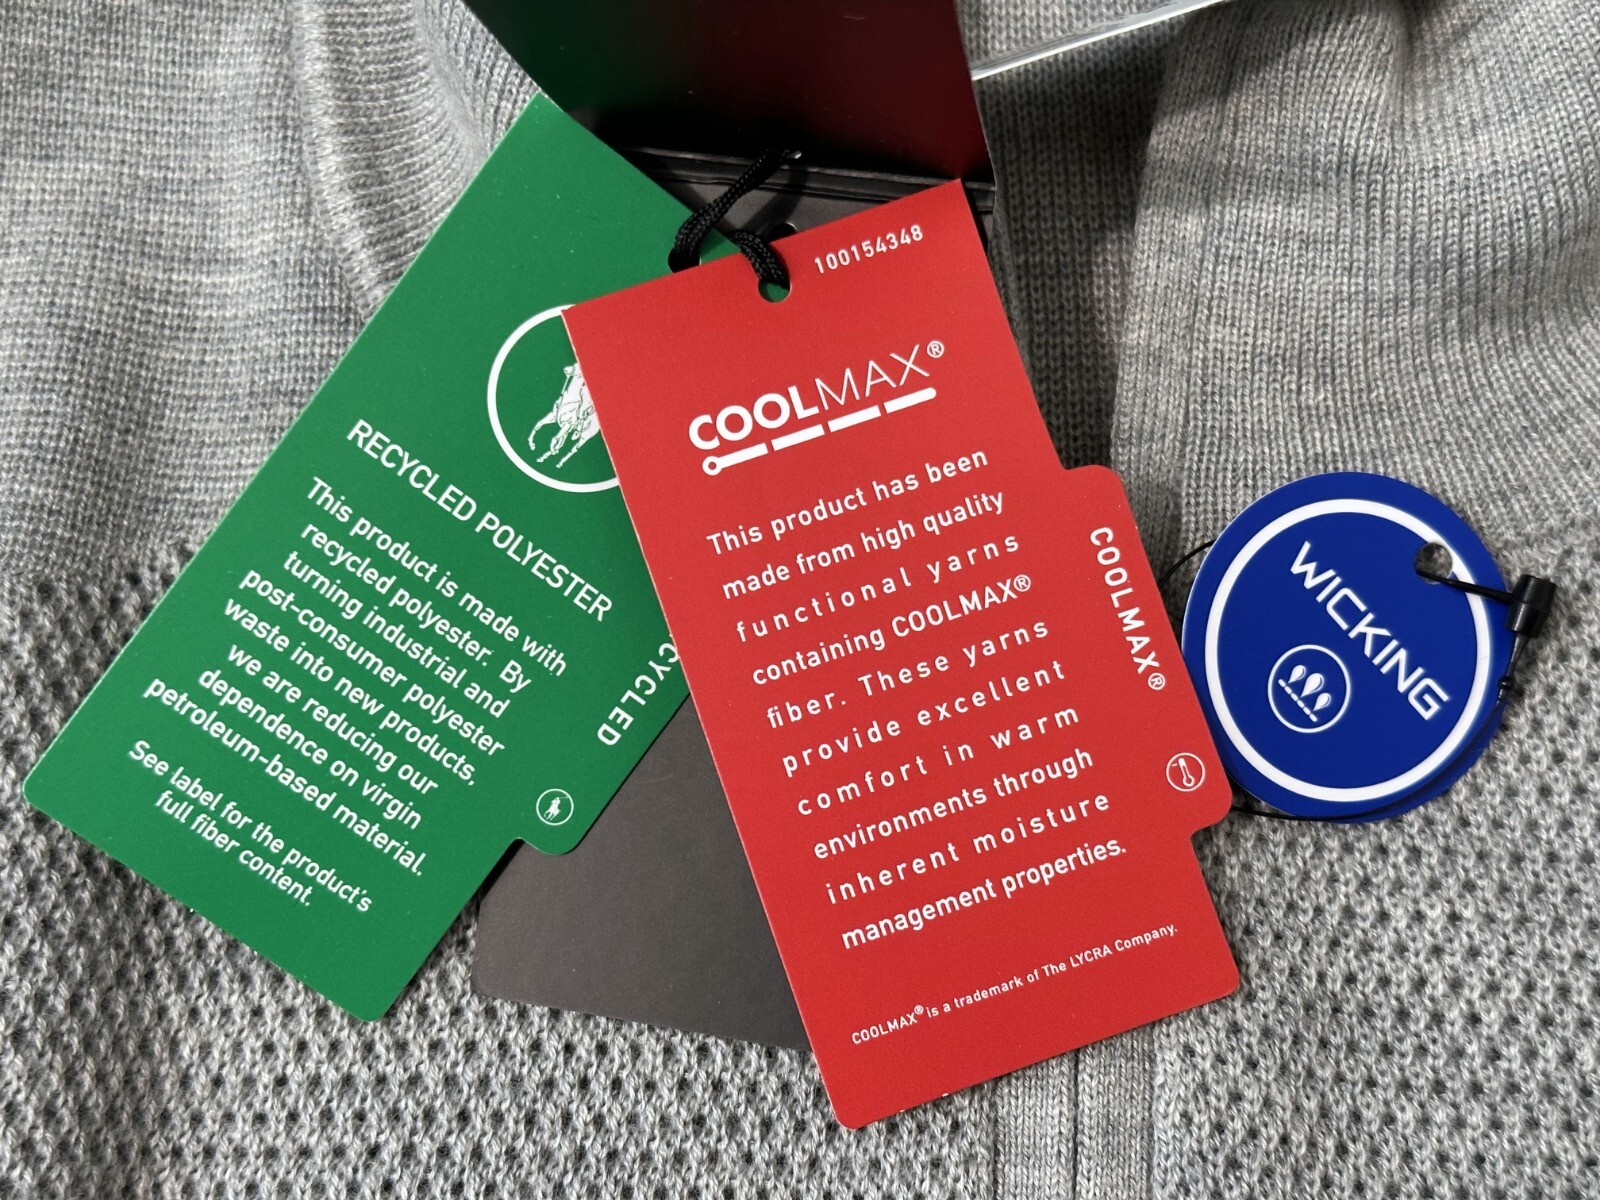 RECYCLED POLYESTER
This product is made with
recycled polyester. By
turning industrial and
post-consumer polyester
waste into new products,
we are reducing our
dependence on virgin
petroleum-based material.
See label for the product's
full fiber content.
CYCLED
100154348
COOLMAX®
This product has been
made from high quality
functional yarns
containing COOLMAX®
fiber. These yarns
provide excellent
comfort in warm
environments through
inherent moisture
management properties.
COOLMAX® is a trademark of The LYCRA Company.
COOLMAX®
WICKING